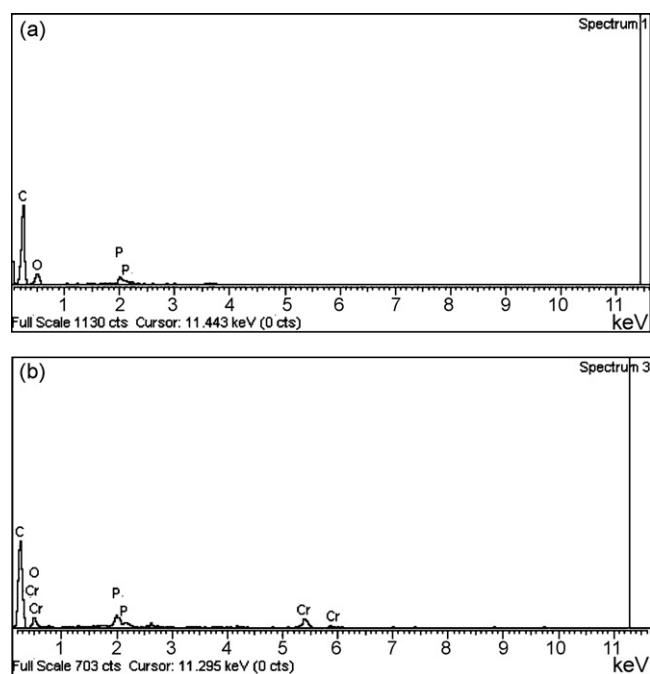 (a)
Spectrum 1
C
O
P
P
1 2 3 4 5 6 7 8 9 10 11
keV
Full Scale 1130 cts Cursor: 11.443 keV (0 cts)
(b)
Spectrum 3
C
O
Cr
Cr
P
P
Cr
Cr
1 2 3 4 5 6 7 8 9 10 11
keV
Full Scale 703 cts Cursor: 11.295 keV (0 cts)